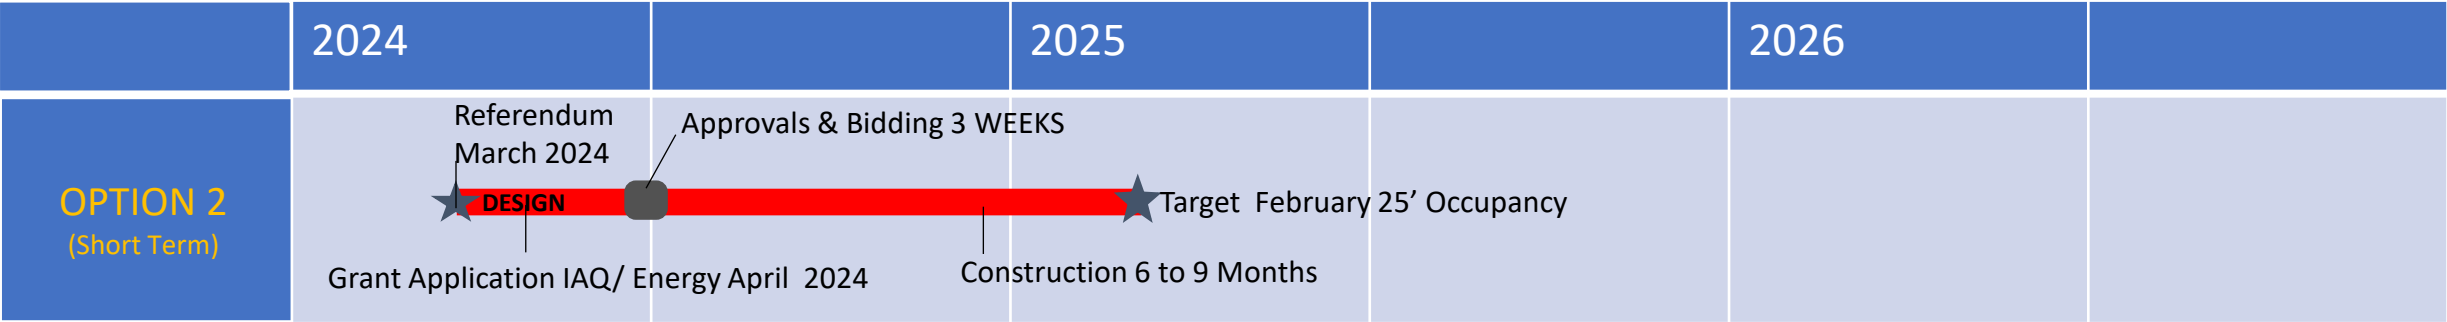 2024
2025
2026
OPTION 2
(Short Term)
Referendum
March 2024
Approvals & Bidding 3 WEEKS
DESIGN
Target  February 25’ Occupancy
Grant Application IAQ/ Energy April  2024
Construction 6 to 9 Months